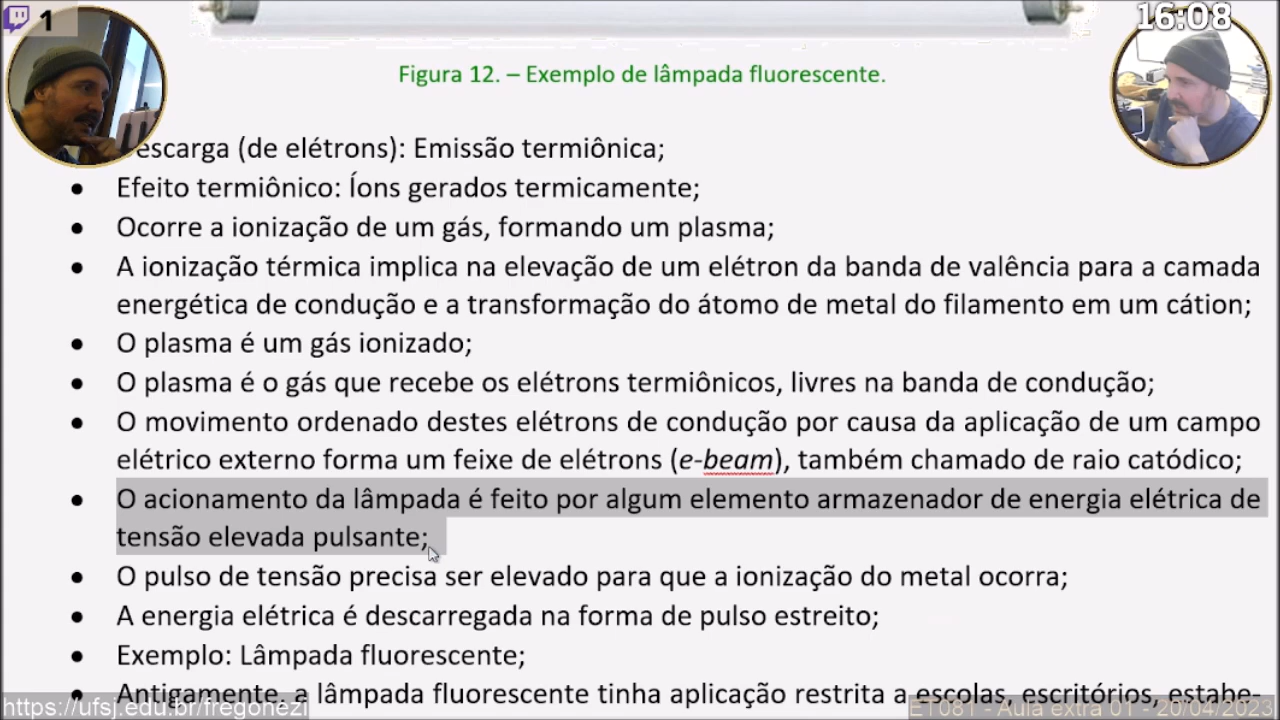 1
16:08
Figura 12. – Exemplo de lâmpada fluorescente.
escarga (de elétrons): Emissão termiônica;
• Efeito termiônico: Íons gerados termicamente;
• Ocorre a ionização de um gás, formando um plasma;
• A ionização térmica implica na elevação de um elétron da banda de valência para a camada
energética de condução e a transformação do átomo de metal do filamento em um cátion;
• O plasma é um gás ionizado;
• O plasma é o gás que recebe os elétrons termiônicos, livres na banda de condução;
• O movimento ordenado destes elétrons de condução por causa da aplicação de um campo
elétrico externo forma um feixe de elétrons (e-beam), também chamado de raio catódico;
• O acionamento da lâmpada é feito por algum elemento armazenador de energia elétrica de
tensão elevada pulsante;
• O pulso de tensão precisa ser elevado para que a ionização do metal ocorra;
• A energia elétrica é descarregada na forma de pulso estreito;
• Exemplo: Lâmpada fluorescente;
• Antigamente, a lâmpada fluorescente tinha aplicação restrita a escolas, escritórios, estabe-
https://ufsj.edu.br/fregonezi
ET081 - Aula extra 01 - 20/04/2023